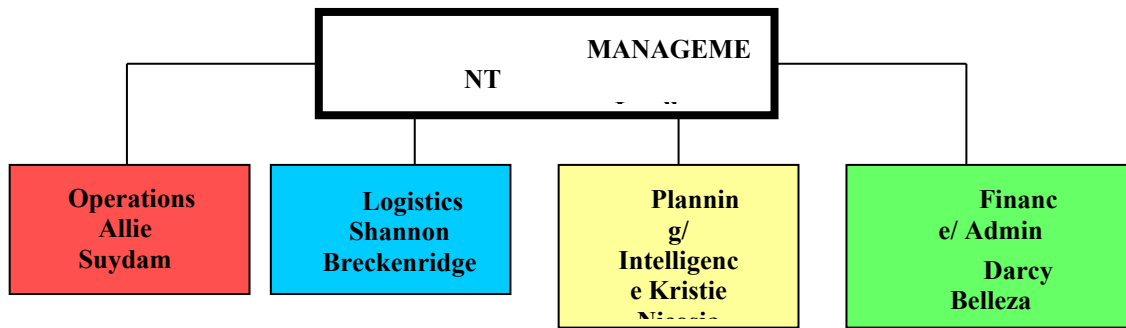 MANAGEME
NT
Operations
Allie
Suydam
Logistics
Shannon
Breckenridge
Plannin
g/
Intelligenc
e Kristie
Financ
e/ Admin
Darcy
Belleza